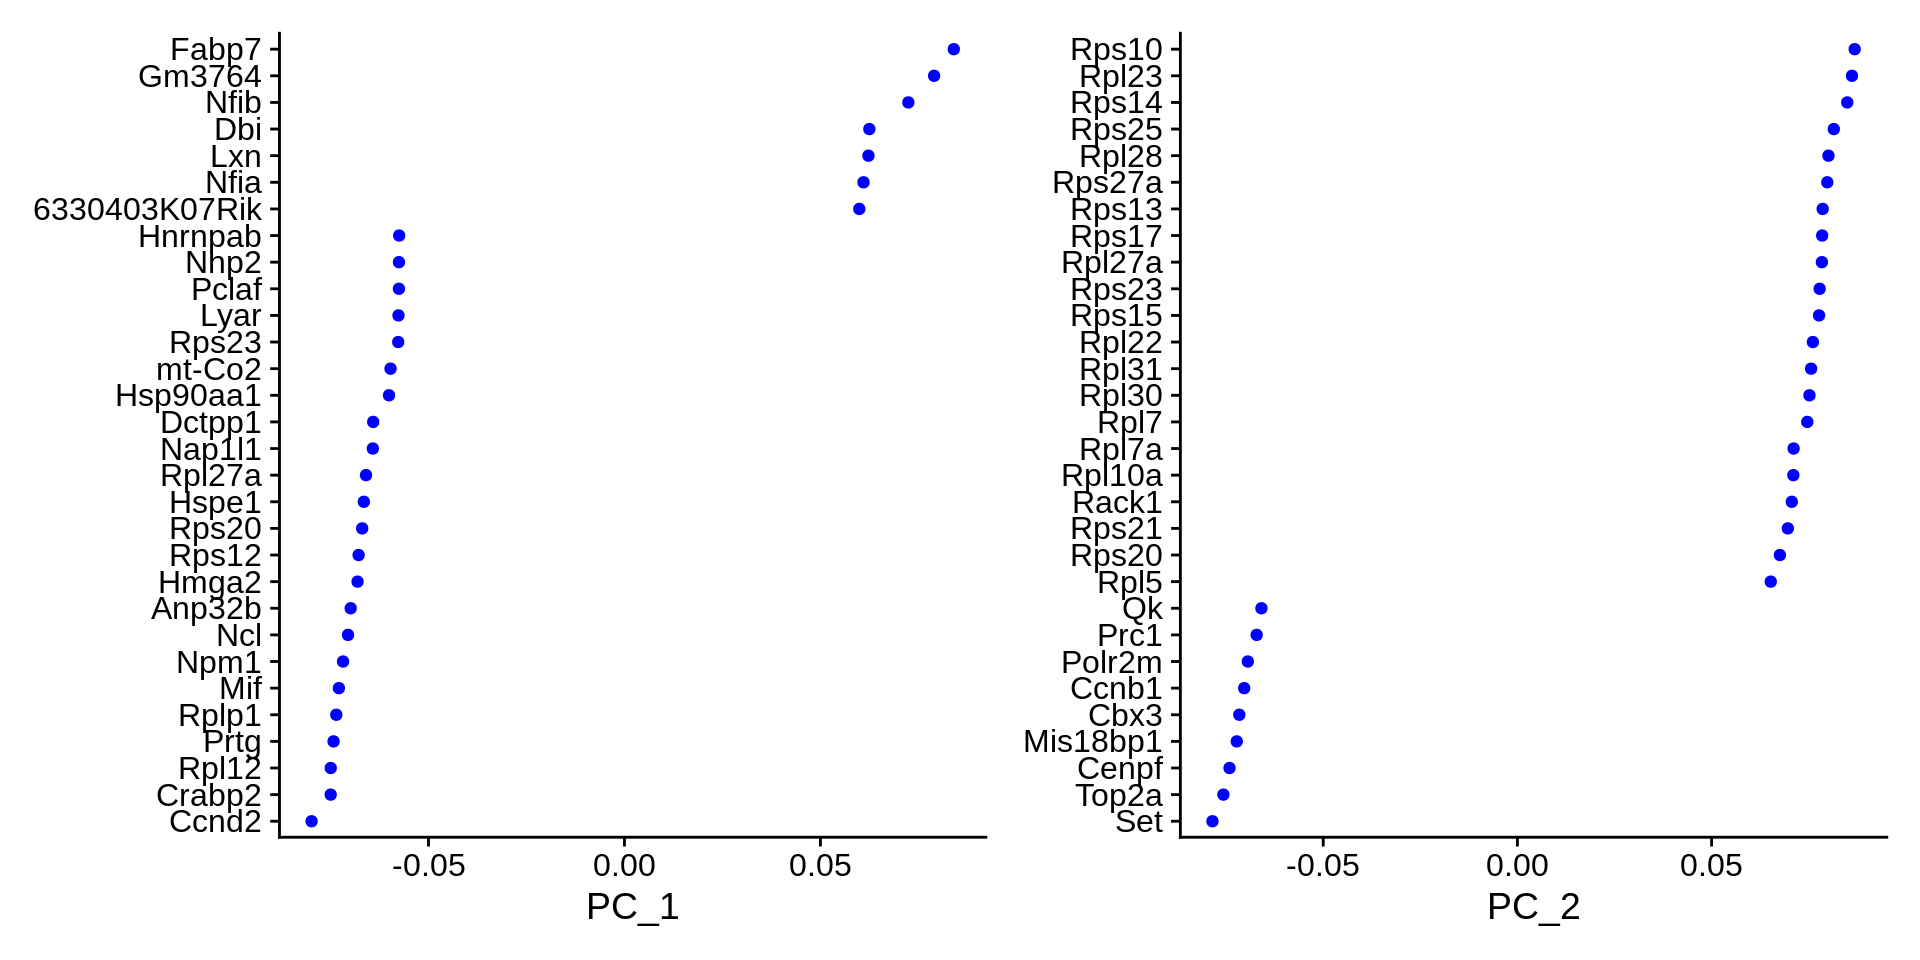 Fabp7
Gm3764
Nfib
Dbi
Lxn
Nfia
6330403K07Rik
Hnrnpab
Nhp2
Pclaf
Lyar
Rps23
mt-Co2
Hsp90aa1
Dctpp1
Nap1l1
Rpl27a
Hspe1
Rps20
Rps12
Hmga2
Anp32b
Ncl
Npm1
Mif
Rplp1
Prtg
Rpl12
Crabp2
Ccnd2
-0.05 0.00 0.05
PC_1
Rps10
Rpl23
Rps14
Rps25
Rpl28
Rps27a
Rps13
Rps17
Rpl27a
Rps23
Rps15
Rpl22
Rpl31
Rpl30
Rpl7
Rpl7a
Rpl10a
Rack1
Rps21
Rps20
Rpl5
Qk
Prc1
Polr2m
Ccnb1
Cbx3
Mis18bp1
Cenpf
Top2a
Set
-0.05 0.00 0.05
PC_2